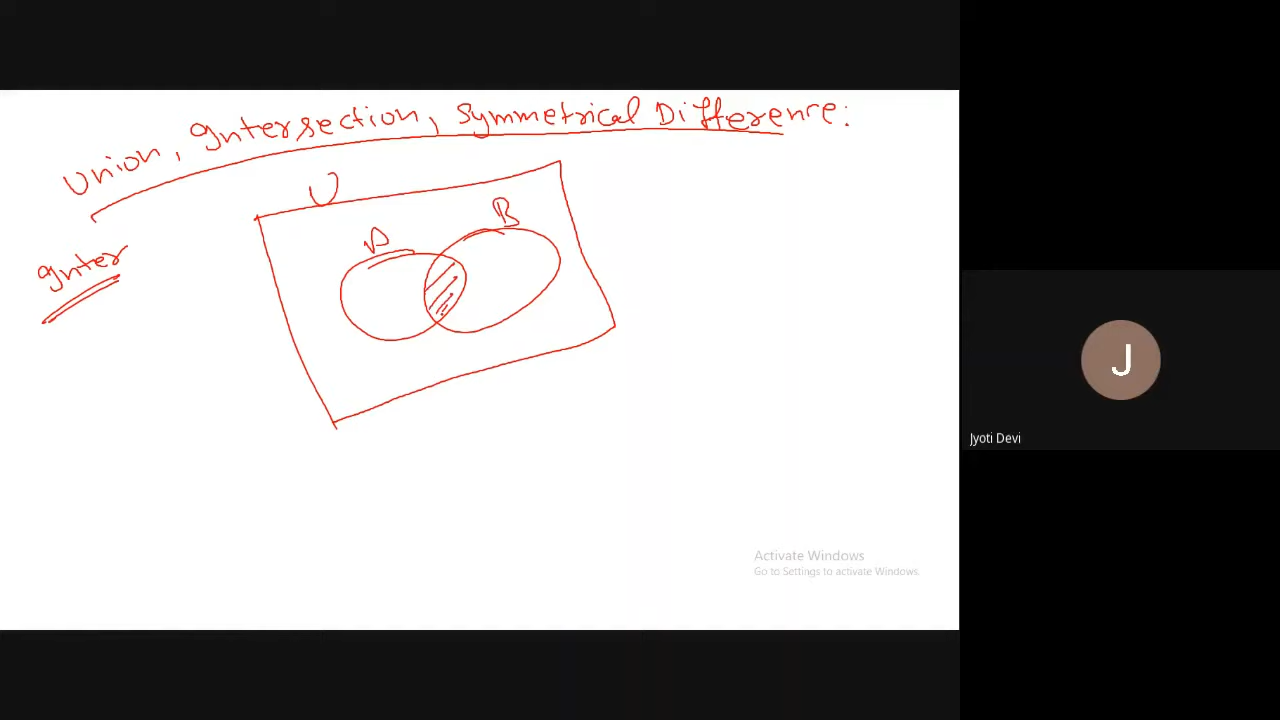 Union, Intersection, Symmetrical Difference:
U
A
B
Inter
J
Jyoti Devi
Activate Windows
Go to Settings to activate Windows.